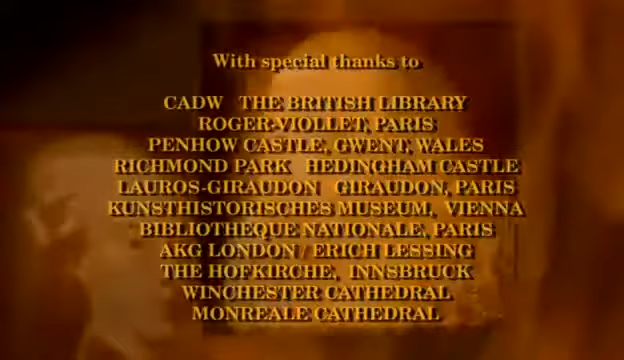 With special thanks to
CADW THE BRITISH LIBRARY
ROGER-VIOLLET, PARIS
PENHOW CASTLE, GWENT, WALES
RICHMOND PARK HEDINGHAM CASTLE
LAUROS-GIRAUDON GIRAUDON, PARIS
KUNSTHISTORISCHES MUSEUM, VIENNA
BIBLIOTHEQUE NATIONALE, PARIS
AKG LONDON / ERICH LESSING
THE HOFKIRCHE, INNSBRUCK
WINCHESTER CATHEDRAL
MONREALE CATHEDRAL